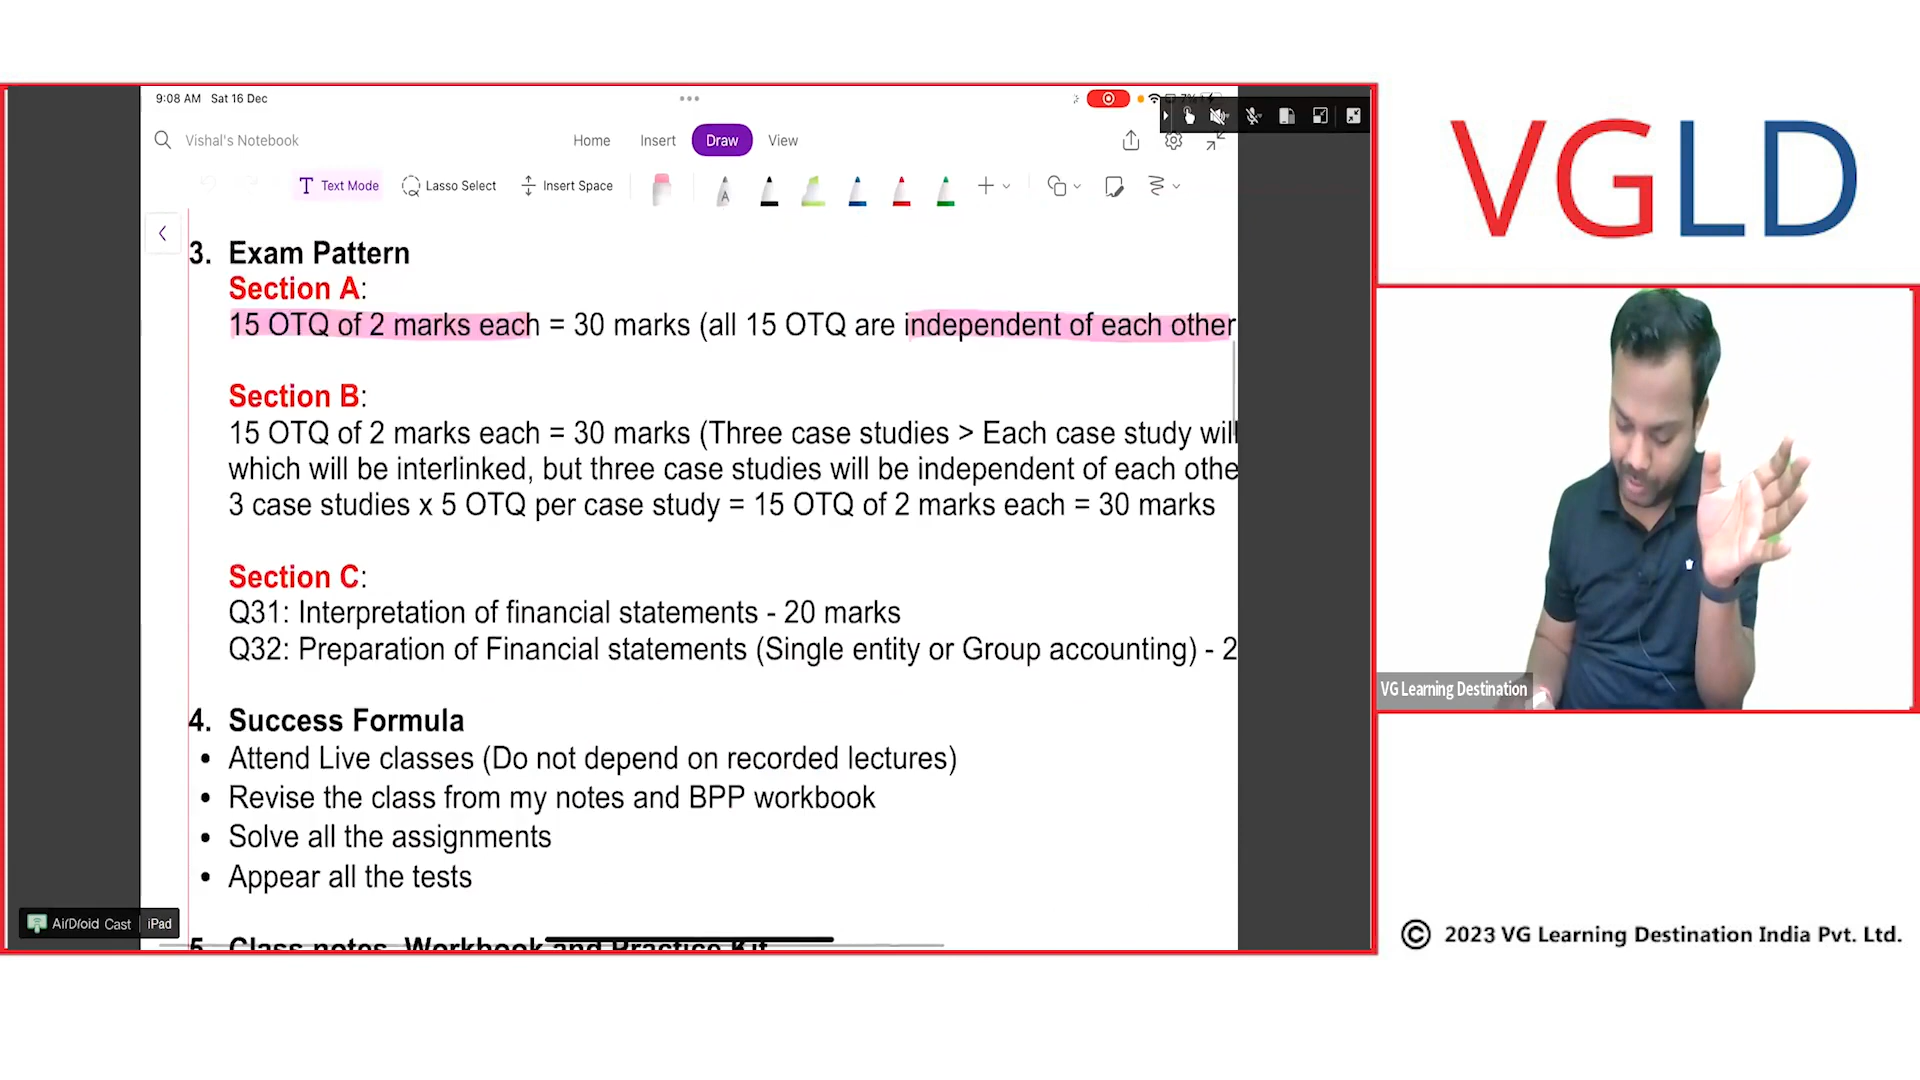 9:08 AM Sat 16 Dec
Vishal's Notebook
Home Insert Draw View
Text Mode Lasso Select Insert Space
3. Exam Pattern
Section A:
15 OTQ of 2 marks each = 30 marks (all 15 OTQ are independent of each other
Section B:
15 OTQ of 2 marks each = 30 marks (Three case studies > Each case study will
which will be interlinked, but three case studies will be independent of each othe
3 case studies x 5 OTQ per case study = 15 OTQ of 2 marks each = 30 marks
Section C:
Q31: Interpretation of financial statements - 20 marks
Q32: Preparation of Financial statements (Single entity or Group accounting) - 2
4. Success Formula
• Attend Live classes (Do not depend on recorded lectures)
• Revise the class from my notes and BPP workbook
• Solve all the assignments
• Appear all the tests
5. Class notes, Workbook and Practice Kit
AirDroid Cast iPad
VGLD
VG Learning Destination
© 2023 VG Learning Destination India Pvt. Ltd.